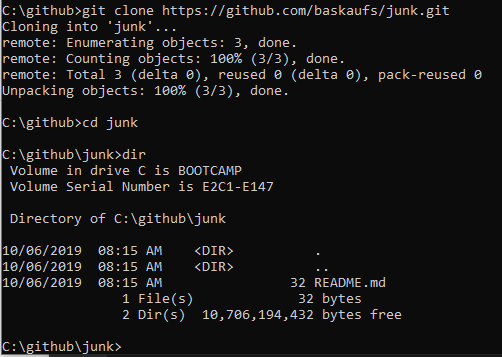 C:\github>git clone https://github.com/baskaufs/junk.git
Cloning into 'junk'...
remote: Enumerating objects: 3, done.
remote: Counting objects: 100% (3/3), done.
remote: Total 3 (delta 0), reused 0 (delta 0), pack-reused 0
Unpacking objects: 100% (3/3), done.

C:\github>cd junk

C:\github\junk>dir
 Volume in drive C is BOOTCAMP
 Volume Serial Number is E2C1-E147

 Directory of C:\github\junk

10/06/2019  08:15 AM    <DIR>          .
10/06/2019  08:15 AM    <DIR>          ..
10/06/2019  08:15 AM                32 README.md
               1 File(s)             32 bytes
               2 Dir(s)  10,706,194,432 bytes free

C:\github\junk>